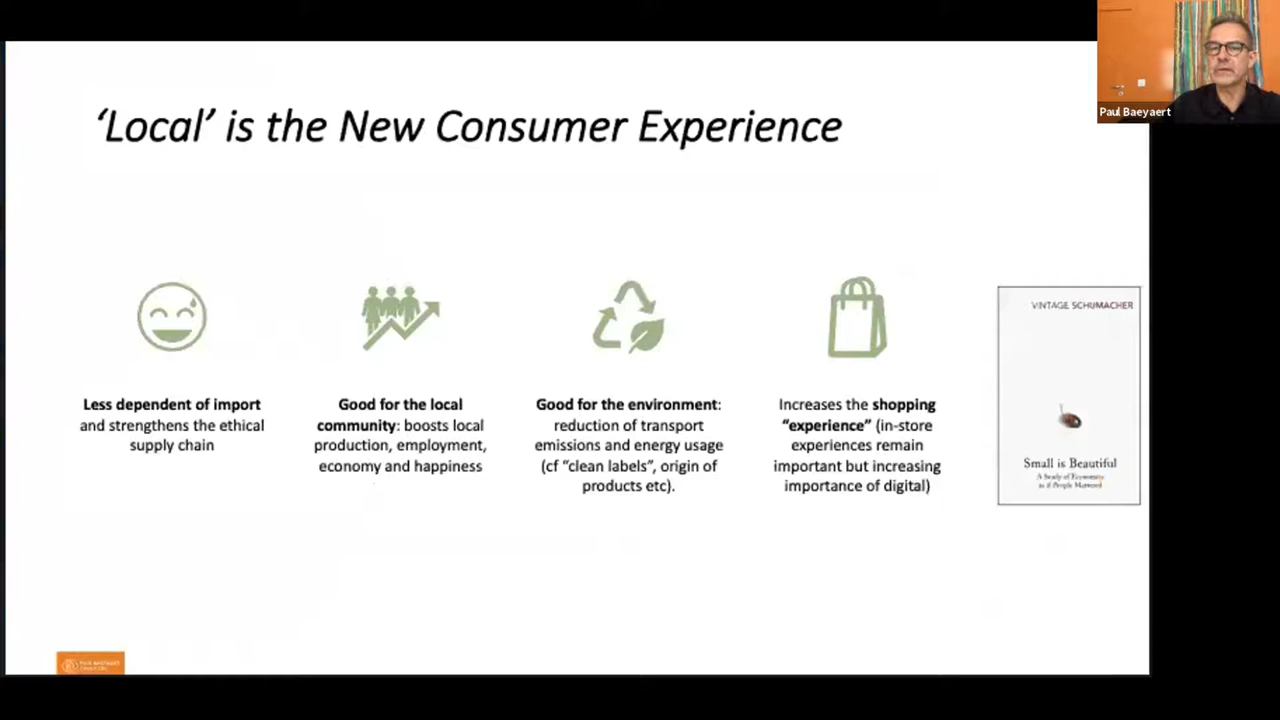 Paul Baeyaert
‘Local’ is the New Consumer Experience
Less dependent of import
and strengthens the ethical
supply chain
Good for the local
community: boosts local
production, employment,
economy and happiness
Good for the environment:
reduction of transport
emissions and energy usage
(cf “clean labels”, origin of
products etc).
Increases the shopping
“experience” (in-store
experiences remain
important but increasing
importance of digital)
VINTAGE SCHUMACHER
Small is Beautiful
A Study of Economics
as if People Mattered
PAUL BAEYAERT